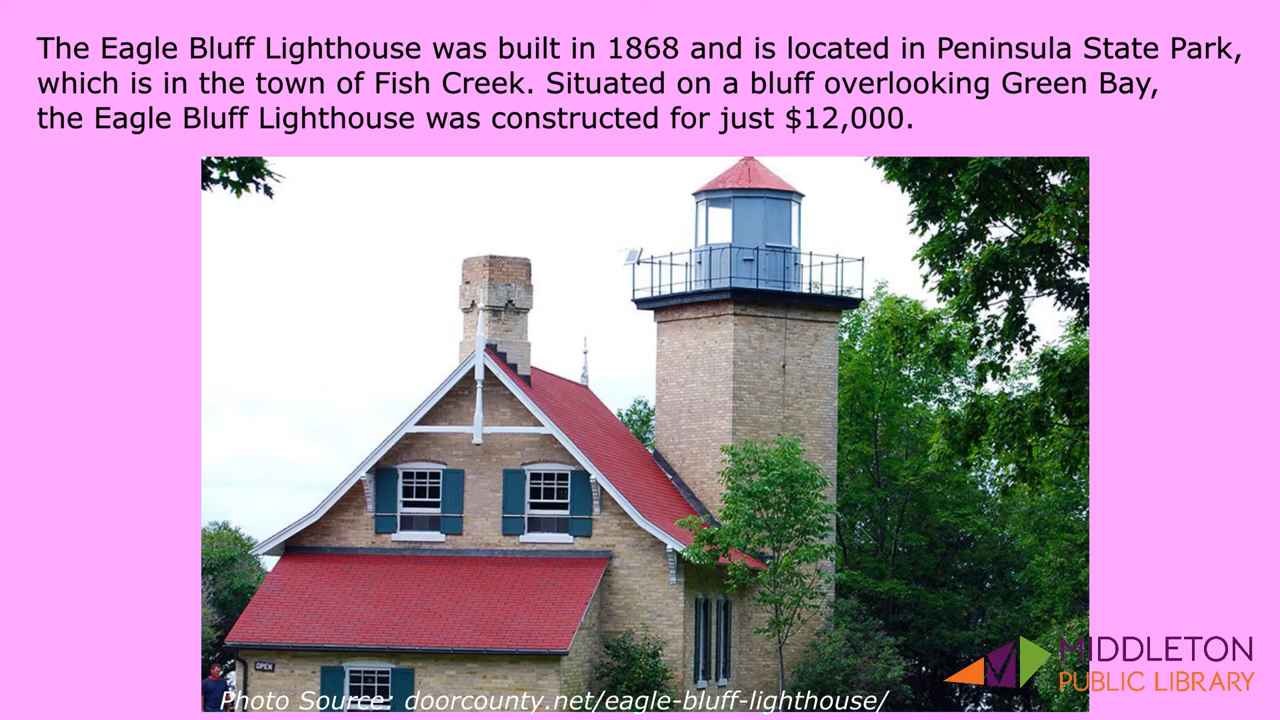 The Eagle Bluff Lighthouse was built in 1868 and is located in Peninsula State Park,
which is in the town of Fish Creek. Situated on a bluff overlooking Green Bay,
the Eagle Bluff Lighthouse was constructed for just $12,000.
OPEN
Photo Source: doorcounty.net/eagle-bluff-lighthouse/
MIDDLETON
PUBLIC LIBRARY